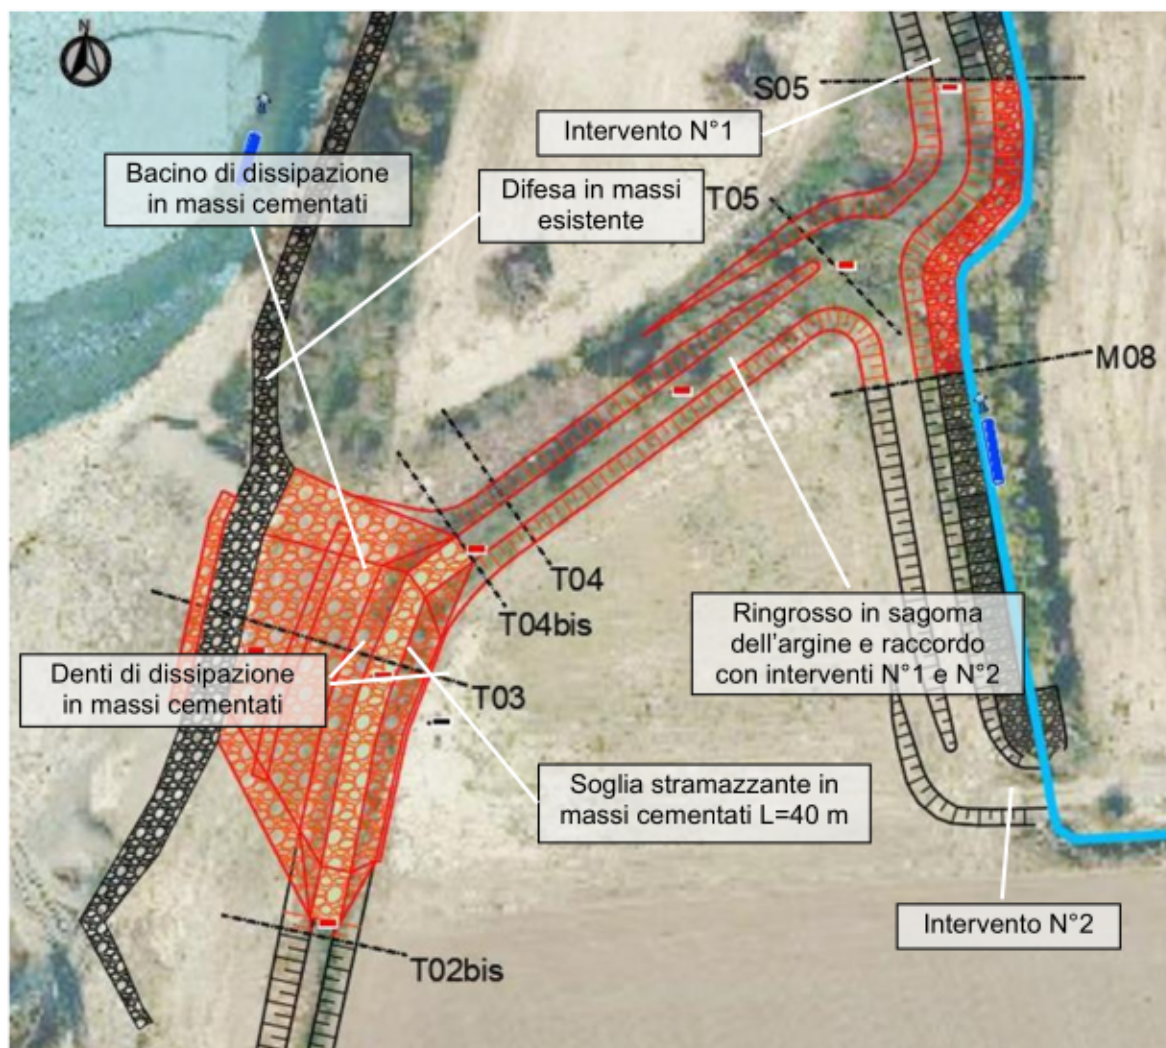 N
S05
Intervento N°1
Bacino di dissipazione
in massi cementati
Difesa in massi
esistente
T05
M08
T04
T04bis
Ringrosso in sagoma
dell'argine e raccordo
con interventi N°1 e N°2
Denti di dissipazione
in massi cementati
T03
Soglia stramazzante in
massi cementati L=40 m
Intervento N°2
T02bis